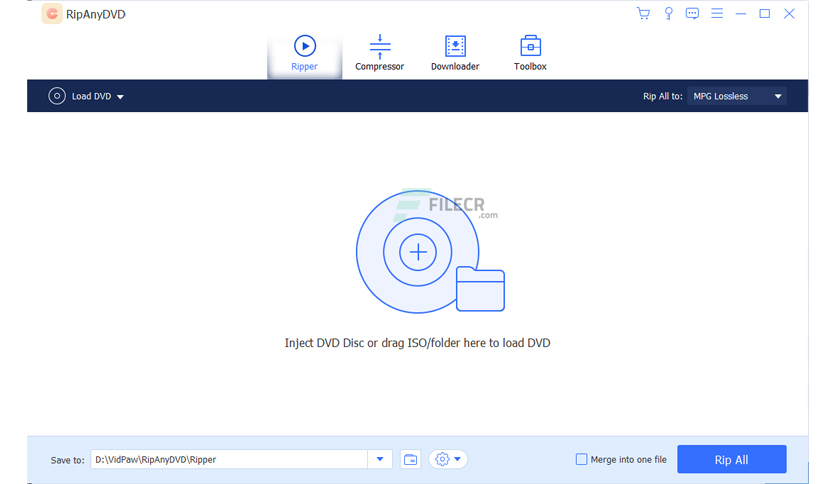 RipAnyDVD
Ripper
Compressor
Downloader
Toolbox
Load DVD
Rip All to:
MPG Lossless
FILECR
.com
Inject DVD Disc or drag ISO/folder here to load DVD
Save to:
D:\VidPaw\RipAnyDVD\Ripper
Merge into one file
Rip All